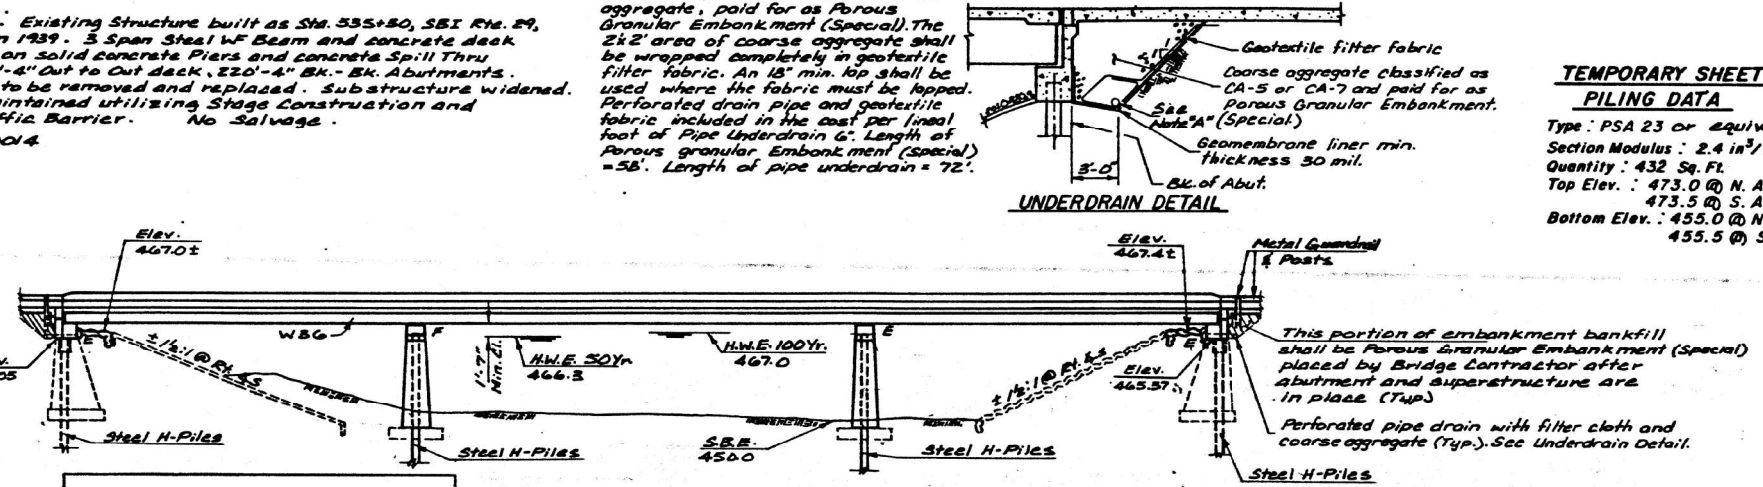 Existing Structure built as Sta. 535+30, SBI Rte. 29,
n 1939. 3 Span Steel WF Beam and concrete deck
on solid concrete Piers and concrete Spill Thru
'-4" Out to Out deck, 220'-4" Bk.-Bk. Abutments.
to be removed and replaced. Substructure widened.
intained utilizing Stage Construction and
ffic Barrier. No Salvage.
0014
aggregate, paid for as Porous
Granular Embankment (Special). The
2'x2' area of coarse aggregate shall
be wrapped completely in geotextile
filter fabric. An 18" min. lap shall be
used where the fabric must be lapped.
Perforated drain pipe and geotextile
fabric included in the cost per lineal
foot of Pipe Underdrain 6". Length of
Porous granular Embankment (Special)
=58'. Length of pipe underdrain = 72'.
Geotextile filter fabric
Coarse aggregate classified as
CA-5 or CA-7 and paid for as
Porous Granular Embankment.
(Special.)
See
Note "A"
Geomembrane liner min.
thickness 30 mil.
3'-0"
Bk. of Abut.
UNDERDRAIN DETAIL
TEMPORARY SHEET
PILING DATA
Type: PSA 23 or equiv
Section Modulus: 2.4 in³/
Quantity: 432 Sq. Ft.
Top Elev.: 473.0 @ N. A
473.5 @ S. A
Bottom Elev.: 455.0 @ N
455.5 @ S
Elev.
467.0±
Elev.
467.4±
Metal Guardrail
& Posts
W36
E
F
E
E
1'-7"
Min. Cl.
H.W.E. 50Yr.
466.3
H.W.E. 100Yr.
467.0
± 1½:1 @ Rt. ∠s
± 1½:1 @ Rt. ∠s
v.
05
Elev.
465.57
This portion of embankment bankfill
shall be Porous Granular Embankment (Special)
placed by Bridge Contractor after
abutment and superstructure are
in place (Typ.)
Perforated pipe drain with filter cloth and
coarse aggregate (Typ.). See Underdrain Detail.
Steel H-Piles
Steel H-Piles
S.B.E.
450.0
Steel H-Piles
Steel H-Piles